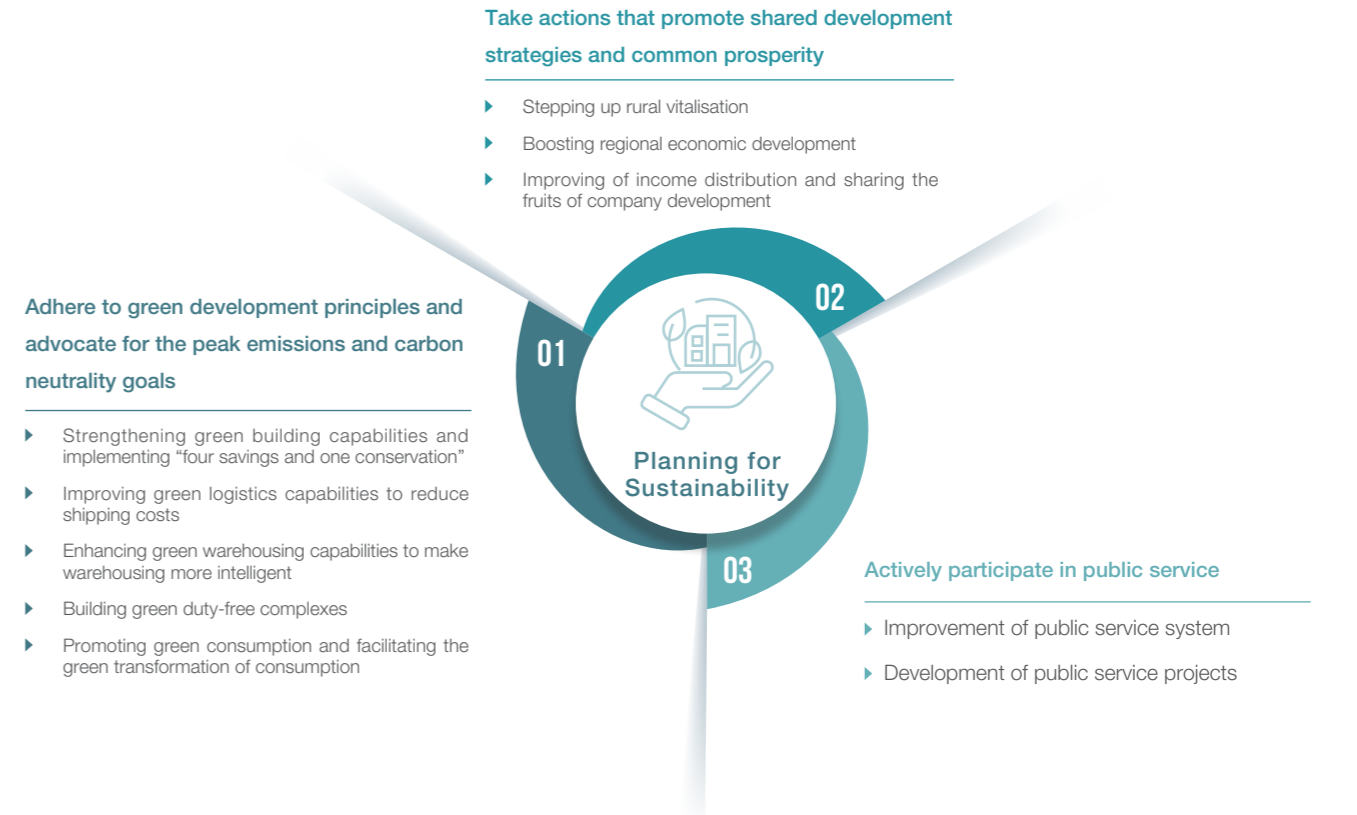 Take actions that promote shared development
strategies and common prosperity
Stepping up rural vitalisation
Boosting regional economic development
Improving of income distribution and sharing the
fruits of company development
Adhere to green development principles and
advocate for the peak emissions and carbon
neutrality goals
Strengthening green building capabilities and
implementing “four savings and one conservation”
Improving green logistics capabilities to reduce
shipping costs
Enhancing green warehousing capabilities to make
warehousing more intelligent
Building green duty-free complexes
Promoting green consumption and facilitating the
green transformation of consumption
01
02
03
Planning for
Sustainability
Actively participate in public service
Improvement of public service system
Development of public service projects